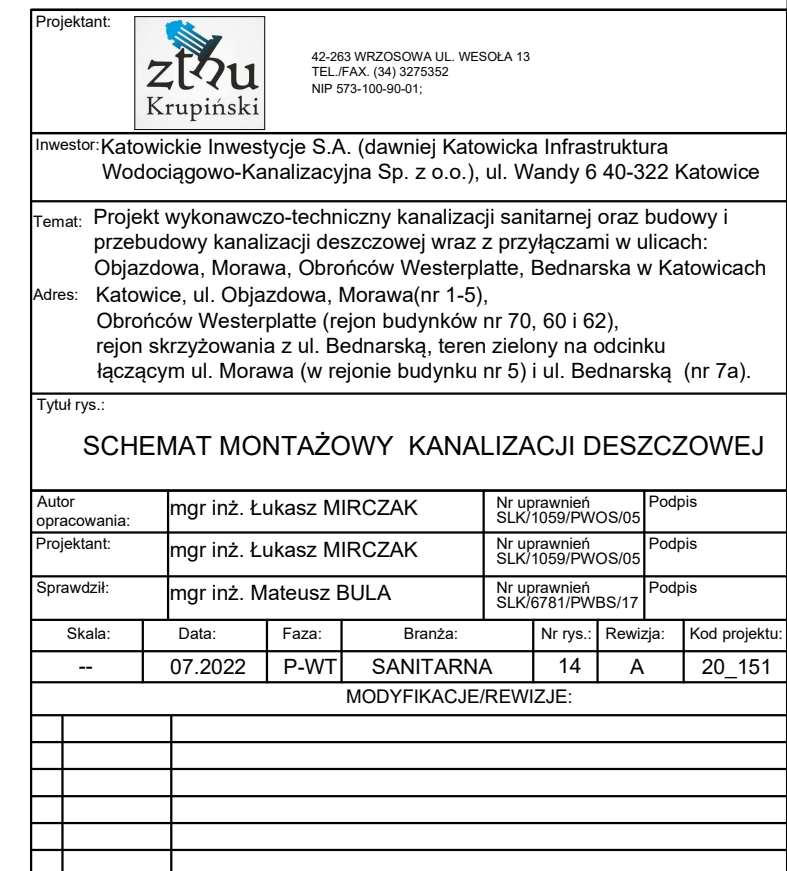 Projektant:
zthu
Krupiński
42-263 WRZOSOWA UL. WESOŁA 13
TEL./FAX. (34) 3275352
NIP 573-100-90-01;
Inwestor: Katowickie Inwestycje S.A. (dawniej Katowicka Infrastruktura
Wodociągowo-Kanalizacyjna Sp. z o.o.), ul. Wandy 6 40-322 Katowice
Temat: Projekt wykonawczo-techniczny kanalizacji sanitarnej oraz budowy i
przebudowy kanalizacji deszczowej wraz z przyłączami w ulicach:
Objazdowa, Morawa, Obrońców Westerplatte, Bednarska w Katowicach
Adres: Katowice, ul. Objazdowa, Morawa(nr 1-5),
Obrońców Westerplatte (rejon budynków nr 70, 60 i 62),
rejon skrzyżowania z ul. Bednarską, teren zielony na odcinku
łączącym ul. Morawa (w rejonie budynku nr 5) i ul. Bednarską (nr 7a).
Tytuł rys.:
SCHEMAT MONTAŻOWY KANALIZACJI DESZCZOWEJ
Autor
opracowania:
mgr inż. Łukasz MIRCZAK
Nr uprawnień
SLK/1059/PWOS/05
Podpis
Projektant:
mgr inż. Łukasz MIRCZAK
Nr uprawnień
SLK/1059/PWOS/05
Podpis
Sprawdził:
mgr inż. Mateusz BULA
Nr uprawnień
SLK/6781/PWBS/17
Podpis
Skala: Data: Faza: Branża: Nr rys.: Rewizja: Kod projektu:
-- 07.2022 P-WT SANITARNA 14 A 20_151
MODYFIKACJE/REWIZJE: